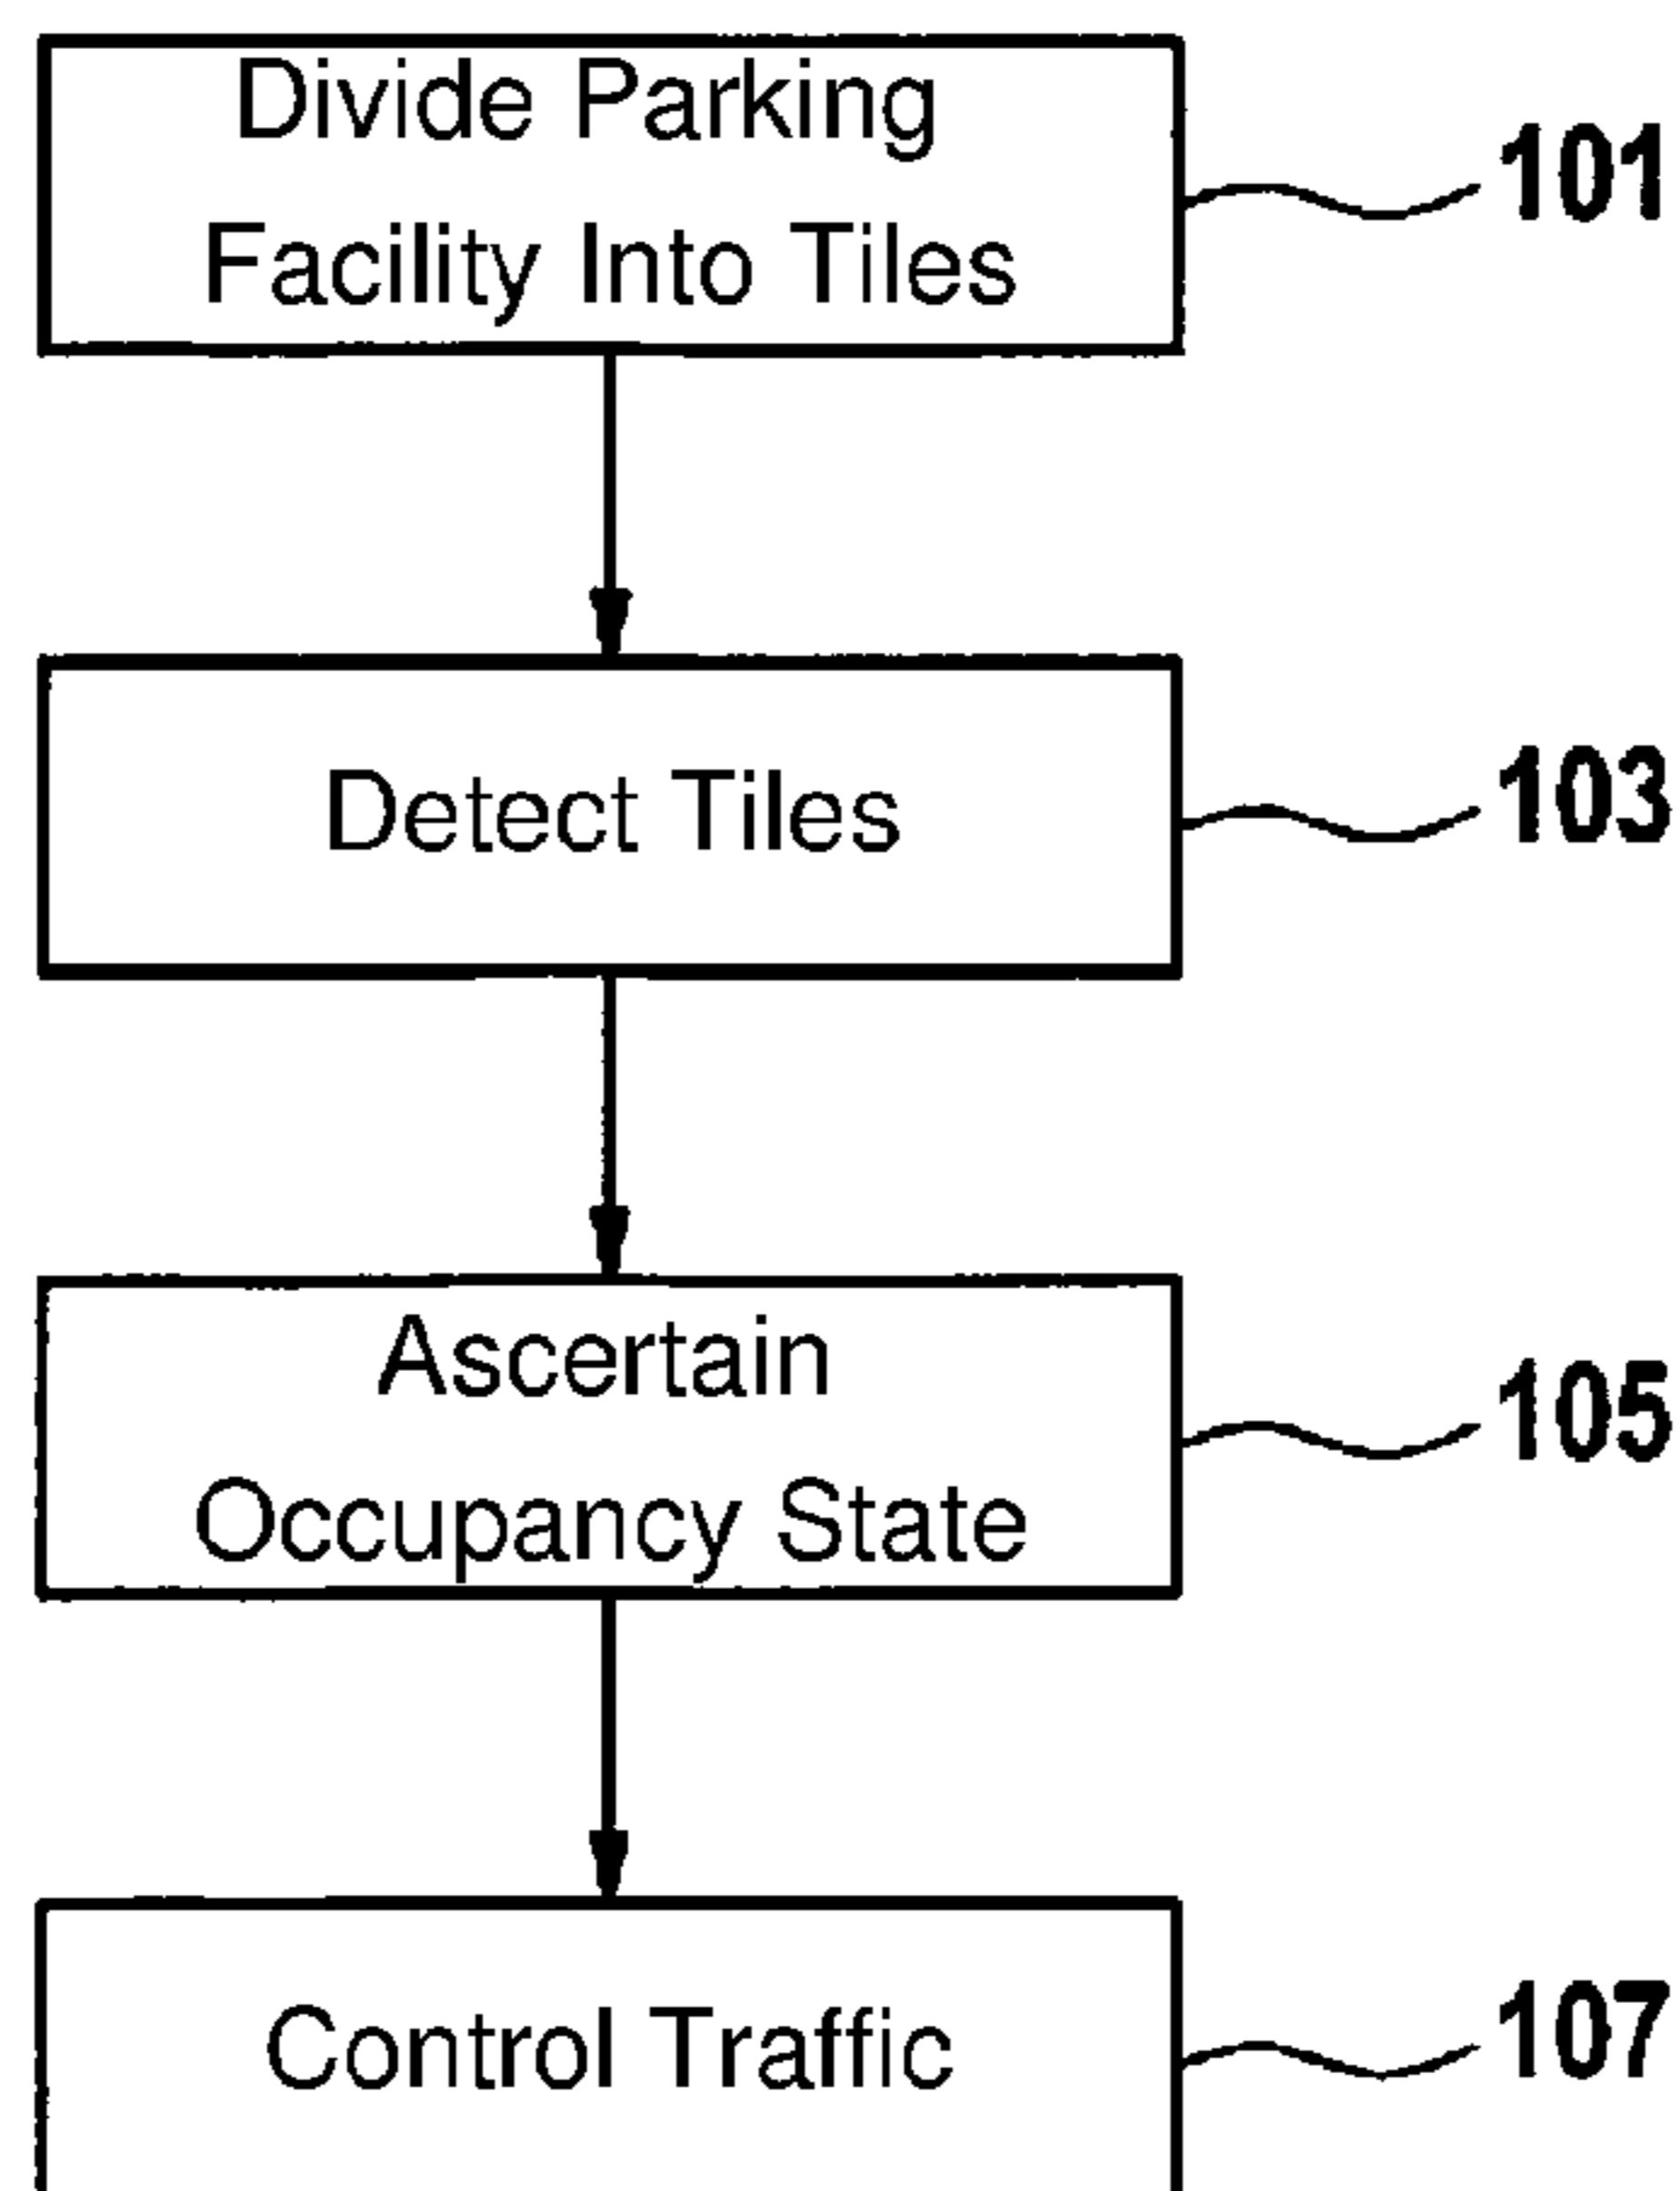 Divide Parking
Facility Into Tiles
101
Detect Tiles
103
Ascertain
Occupancy State
105
Control Traffic
107